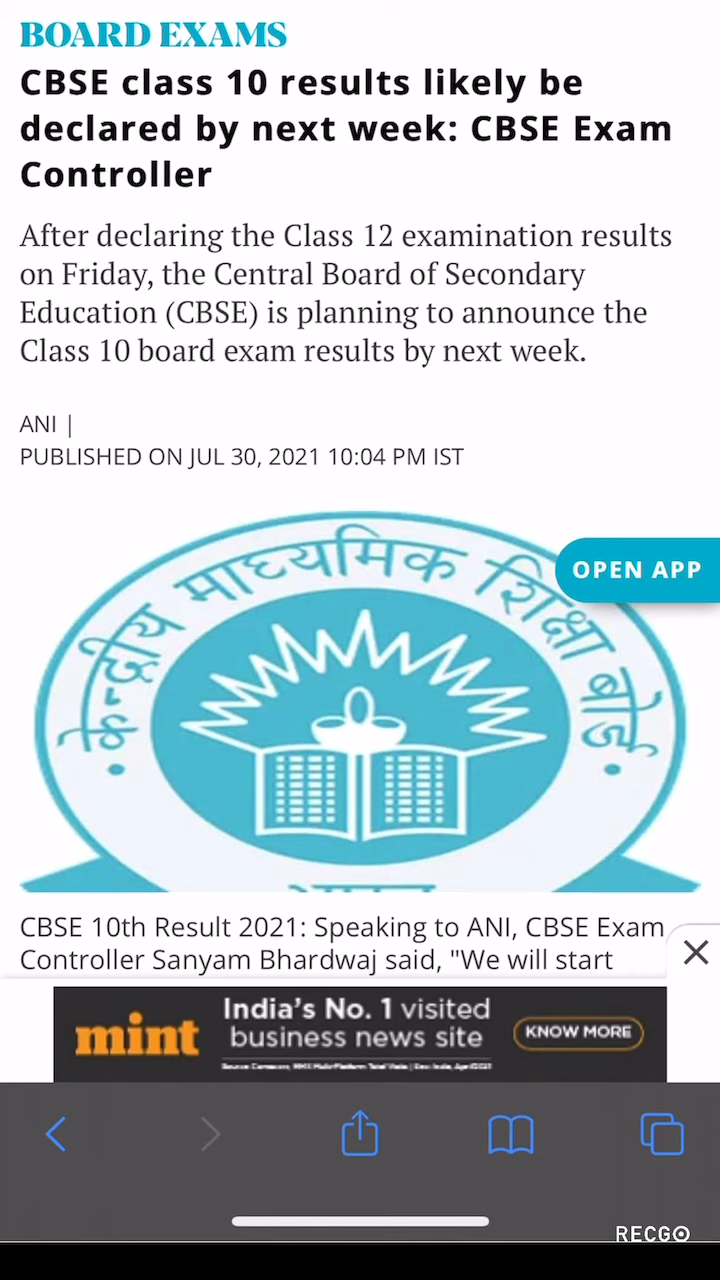 BOARD EXAMS
CBSE class 10 results likely be
declared by next week: CBSE Exam
Controller
After declaring the Class 12 examination results
on Friday, the Central Board of Secondary
Education (CBSE) is planning to announce the
Class 10 board exam results by next week.
ANI |
PUBLISHED ON JUL 30, 2021 10:04 PM IST
केन्द्रीय माध्यमिक शिक्षा बोर्ड
OPEN APP
CBSE 10th Result 2021: Speaking to ANI, CBSE Exam
Controller Sanyam Bhardwaj said, "We will start
mint
India's No. 1 visited
business news site
KNOW MORE
RECGO